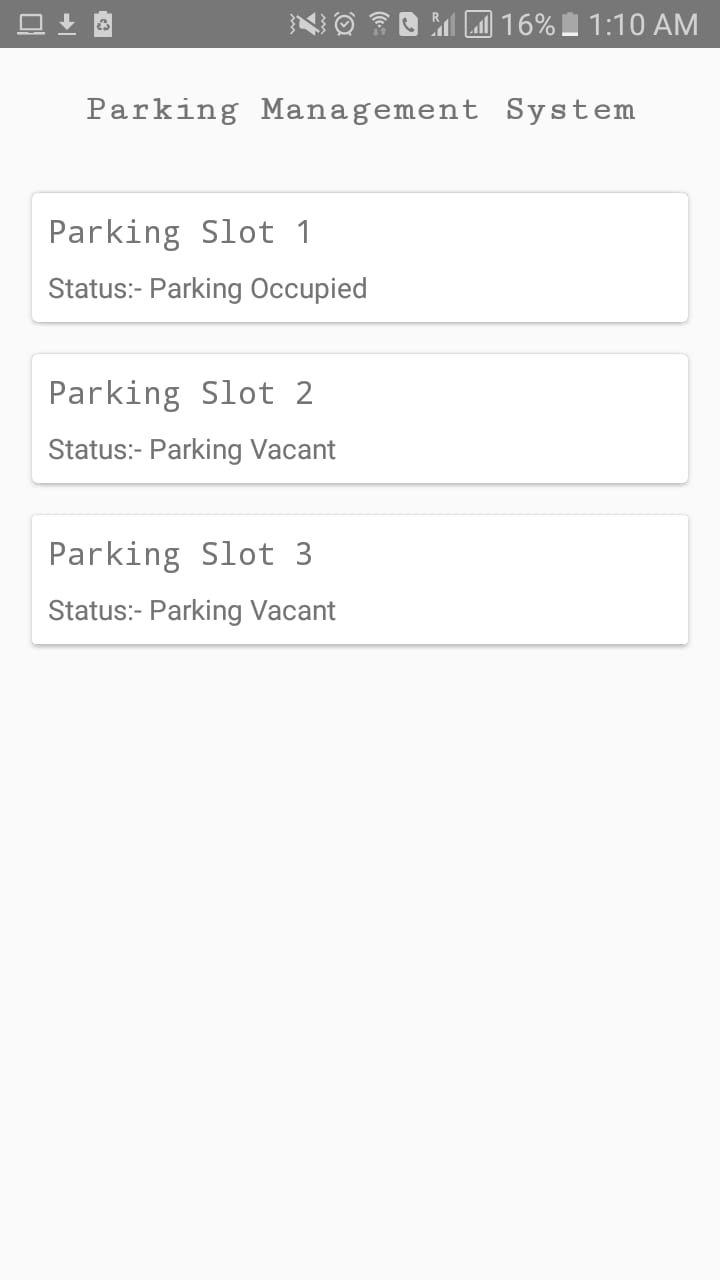 16% 1:10 AM
Parking Management System
Parking Slot 1
Status:- Parking Occupied
Parking Slot 2
Status:- Parking Vacant
Parking Slot 3
Status:- Parking Vacant